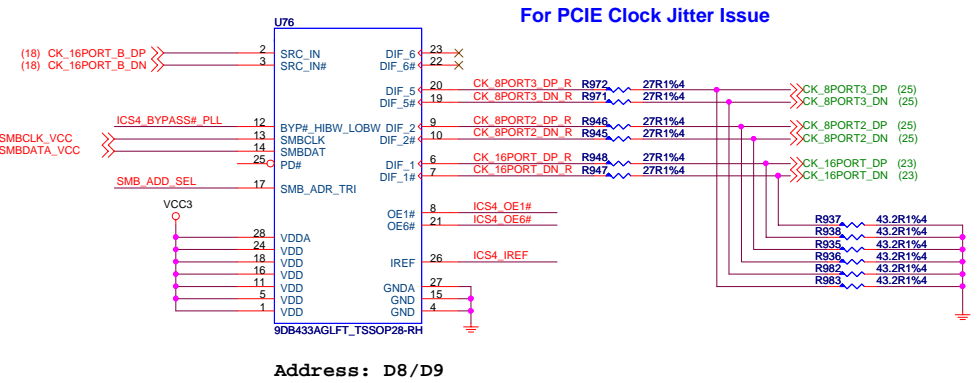 For PCIE Clock Jitter Issue
U76
(18) CK_16PORT_B_DP
(18) CK_16PORT_B_DN
2
3
SRC_IN
SRC_IN#
DIF_6
DIF_6#
23
22
DIF_5
DIF_5#
20
19
CK_8PORT3_DP_R R972 27R1%4
CK_8PORT3_DN_R R971 27R1%4
CK_8PORT3_DP (25)
CK_8PORT3_DN (25)
ICS4_BYPASS#_PLL
SMBCLK_VCC
SMBDATA_VCC
12
13
14
25
BYP#_HIBW_LOBW
SMBCLK
SMBDAT
PD#
DIF_2
DIF_2#
9
10
CK_8PORT2_DP_R R946 27R1%4
CK_8PORT2_DN_R R945 27R1%4
CK_8PORT2_DP (25)
CK_8PORT2_DN (25)
DIF_1
DIF_1#
6
7
CK_16PORT_DP_R R948 27R1%4
CK_16PORT_DN_R R947 27R1%4
CK_16PORT_DP (23)
CK_16PORT_DN (23)
SMB_ADD_SEL
17
SMB_ADR_TRI
VCC3
OE1#
OE6#
8
21
ICS4_OE1#
ICS4_OE6#
R937 43.2R1%4
R938 43.2R1%4
R935 43.2R1%4
R936 43.2R1%4
R982 43.2R1%4
R983 43.2R1%4
28
24
18
16
11
5
1
VDDA
VDD
VDD
VDD
VDD
VDD
VDD
IREF
26
ICS4_IREF
GNDA
GND
GND
27
15
4
9DB433AGLFT_TSSOP28-RH
Address: D8/D9